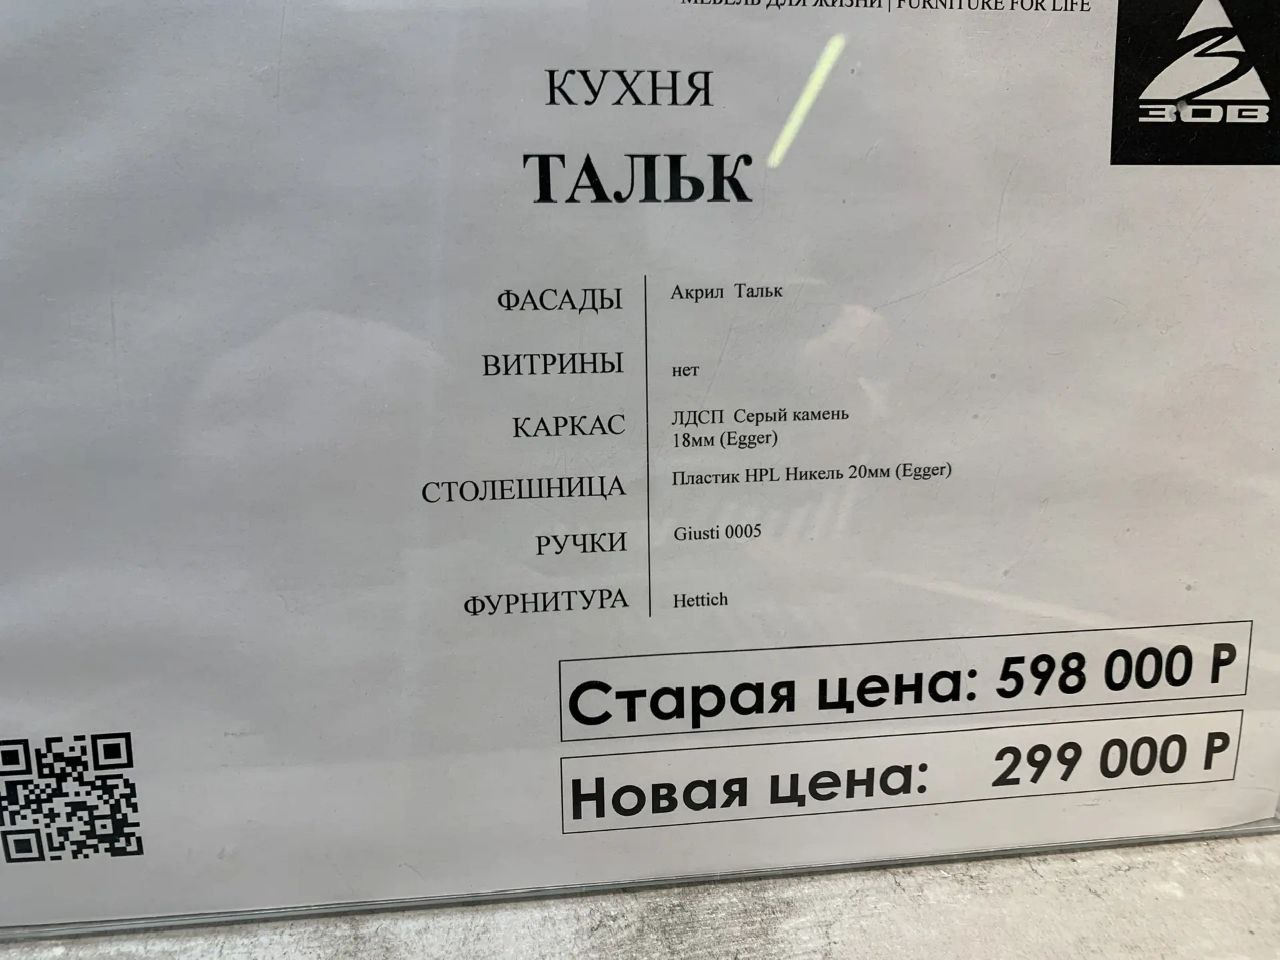 МЕБЕЛЬ ДЛЯ ЖИЗНИ | FURNITURE FOR LIFE
ЗОВ
КУХНЯ
ТАЛЬК
ФАСАДЫ Акрил Тальк
ВИТРИНЫ нет
КАРКАС ЛДСП Серый камень
18мм (Egger)
СТОЛЕШНИЦА Пластик HPL Никель 20мм (Egger)
РУЧКИ Giusti 0005
ФУРНИТУРА Hettich
Старая цена: 598 000 Р
Новая цена: 299 000 Р